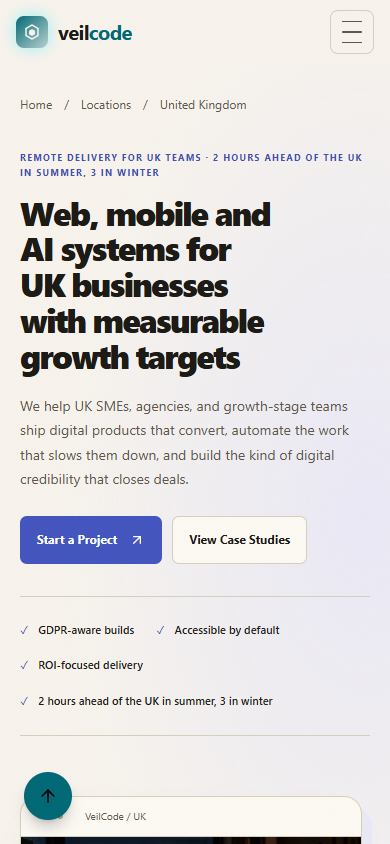 veilcode
Home / Locations / United Kingdom
REMOTE DELIVERY FOR UK TEAMS · 2 HOURS AHEAD OF THE UK
IN SUMMER, 3 IN WINTER
Web, mobile and
AI systems for
UK businesses
with measurable
growth targets
We help UK SMEs, agencies, and growth-stage teams
ship digital products that convert, automate the work
that slows them down, and build the kind of digital
credibility that closes deals.
Start a Project View Case Studies
✓ GDPR-aware builds ✓ Accessible by default
✓ ROI-focused delivery
✓ 2 hours ahead of the UK in summer, 3 in winter
VeilCode / UK